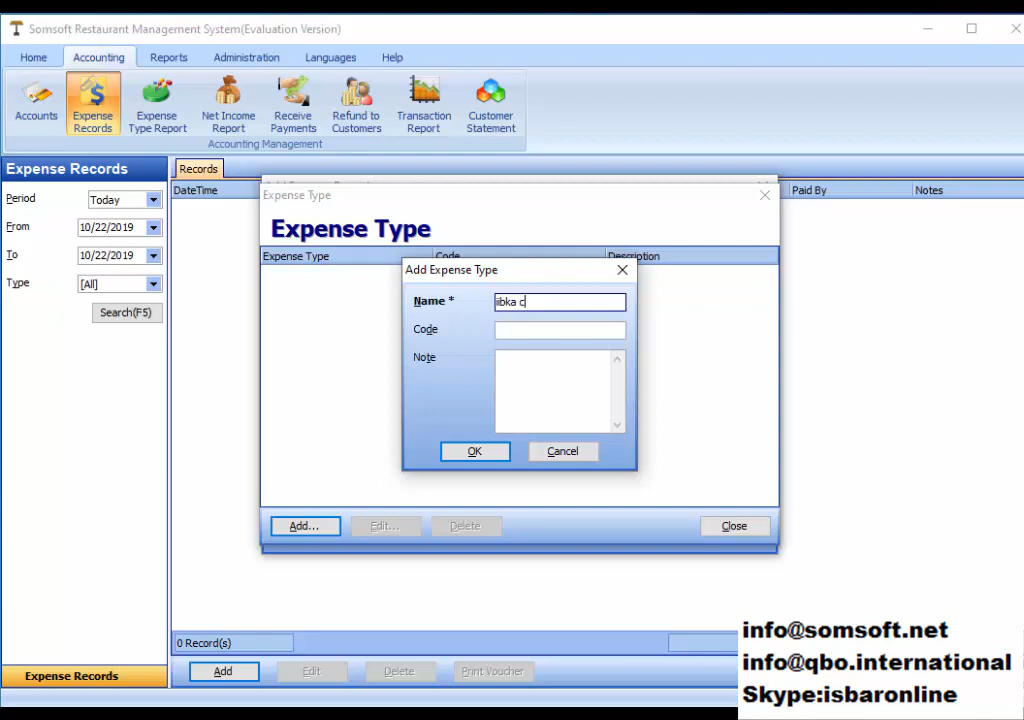 Somsoft Restaurant Management System(Evaluation Version)
Home Accounting Reports Administration Languages Help
Accounts
Expense Records
Expense Type Report
Net Income Report
Receive Payments
Refund to Customers
Transaction Report
Customer Statement
Accounting Management
Expense Records
Period Today
From 10/22/2019
To 10/22/2019
Type [All]
Search(F5)
Records
DateTime Paid By Notes
Expense Type
Expense Type
Expense Type Code Description
Add Expense Type
Name * iibka c
Code
Note
OK Cancel
Add... Edit... Delete Close
0 Record(s)
Expense Records
Add Edit Delete Print Voucher
info@somsoft.net
info@qbo.international
Skype:isbaronline